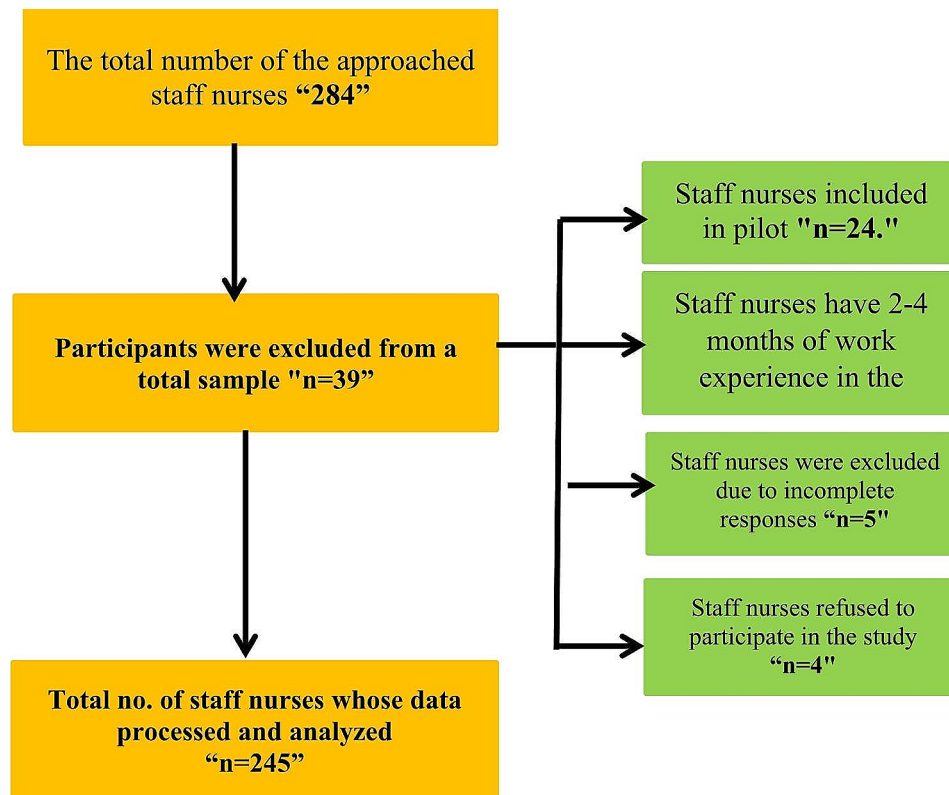 The total number of the approached
staff nurses “284”
Participants were excluded from a
total sample "n=39”
Total no. of staff nurses whose data
processed and analyzed
“n=245”
Staff nurses included
in pilot "n=24."
Staff nurses have 2-4
months of work
experience in the
Staff nurses were excluded
due to incomplete
responses “n=5"
Staff nurses refused to
participate in the study
“n=4"